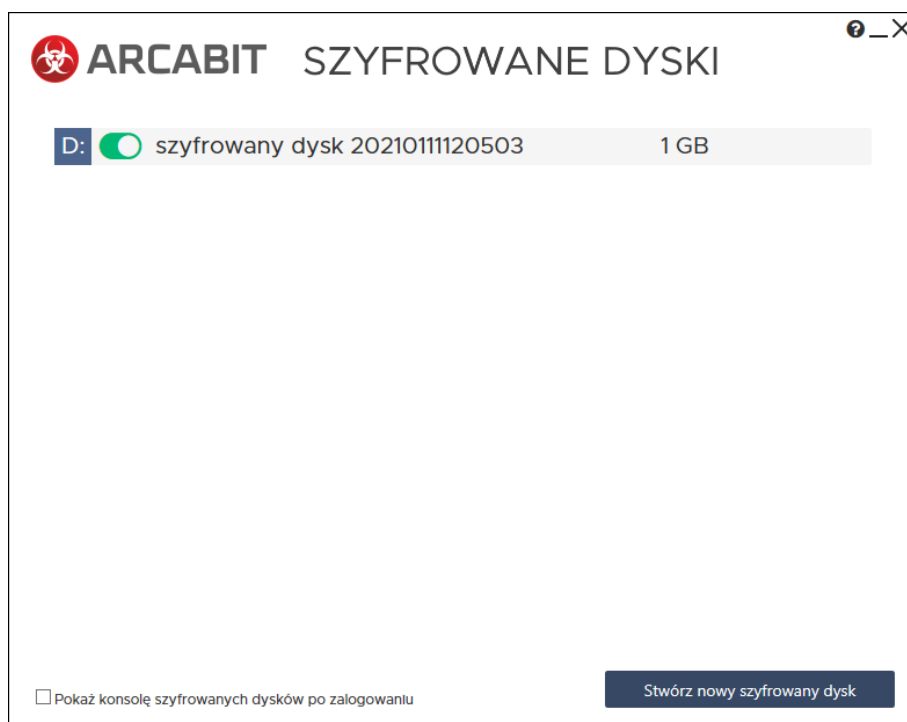 ARCABIT SZYFROWANE DYSKI
D: szyfrowany dysk 20210111120503 1 GB
Pokaż konsolę szyfrowanych dysków po zalogowaniu
Stwórz nowy szyfrowany dysk